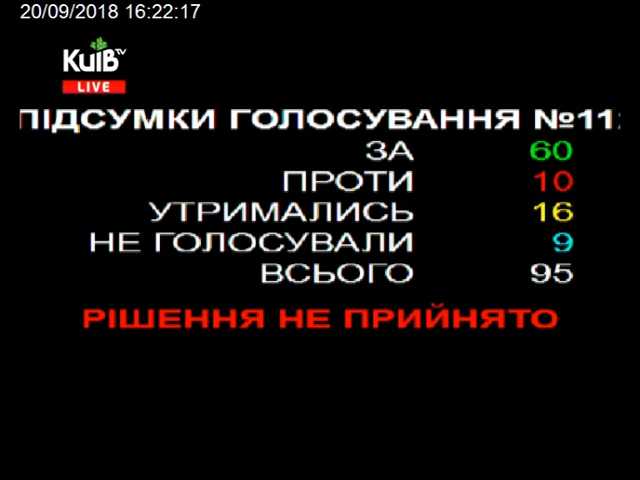 20/09/2018 16:22:17
КиїВ TV
LIVE
ПІДСУМКИ ГОЛОСУВАННЯ
ЗА 60
ПРОТИ 10
УТРИМАЛИСЬ 16
НЕ ГОЛОСУВАЛИ 9
ВСЬОГО 95
РІШЕННЯ НЕ ПРИЙНЯТО